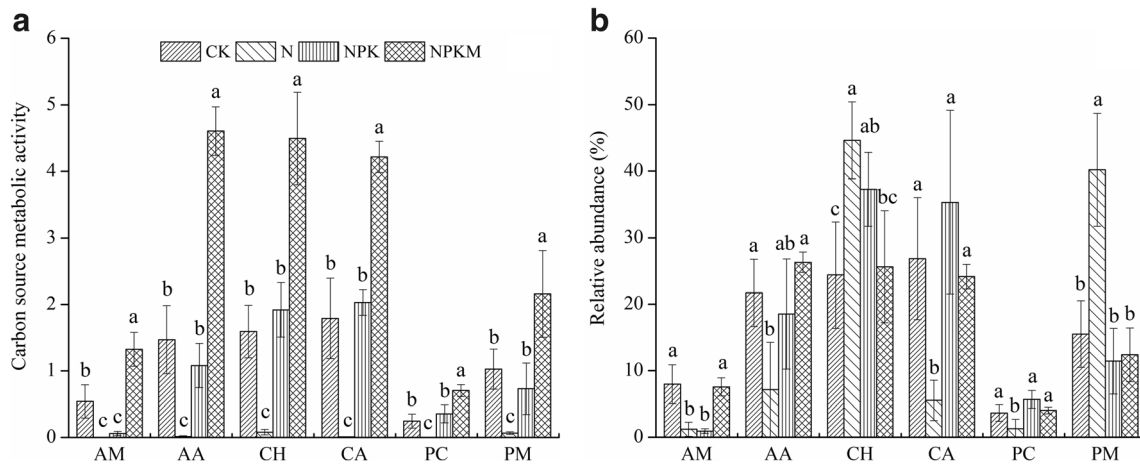 a
6
5
4
3
2
1
0
Carbon source metabolic activity
CK N NPK NPKM
b c c a
b c b a
b c b a
b c b a
b c b a
b c b a
AM AA CH CA PC PM
b
60
50
40
30
20
10
0
Relative abundance (%)
a b b a
a b ab a
c a ab bc
a b a a
a b a a
b a b b
AM AA CH CA PC PM